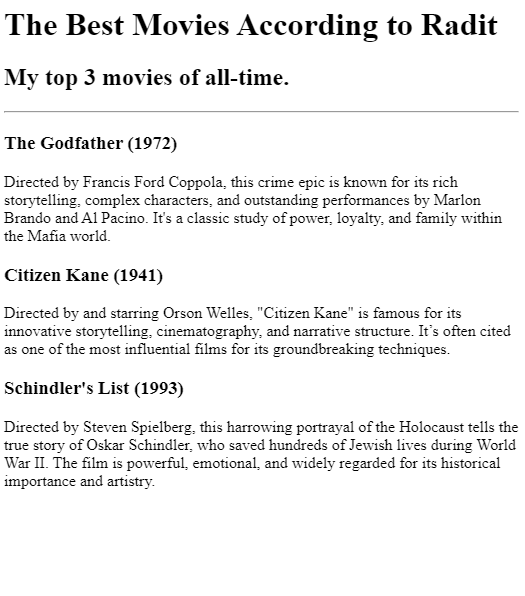 The Best Movies According to Radit
My top 3 movies of all-time.
The Godfather (1972)
Directed by Francis Ford Coppola, this crime epic is known for its rich
storytelling, complex characters, and outstanding performances by Marlon
Brando and Al Pacino. It's a classic study of power, loyalty, and family within
the Mafia world.
Citizen Kane (1941)
Directed by and starring Orson Welles, "Citizen Kane" is famous for its
innovative storytelling, cinematography, and narrative structure. It’s often cited
as one of the most influential films for its groundbreaking techniques.
Schindler's List (1993)
Directed by Steven Spielberg, this harrowing portrayal of the Holocaust tells the
true story of Oskar Schindler, who saved hundreds of Jewish lives during World
War II. The film is powerful, emotional, and widely regarded for its historical
importance and artistry.